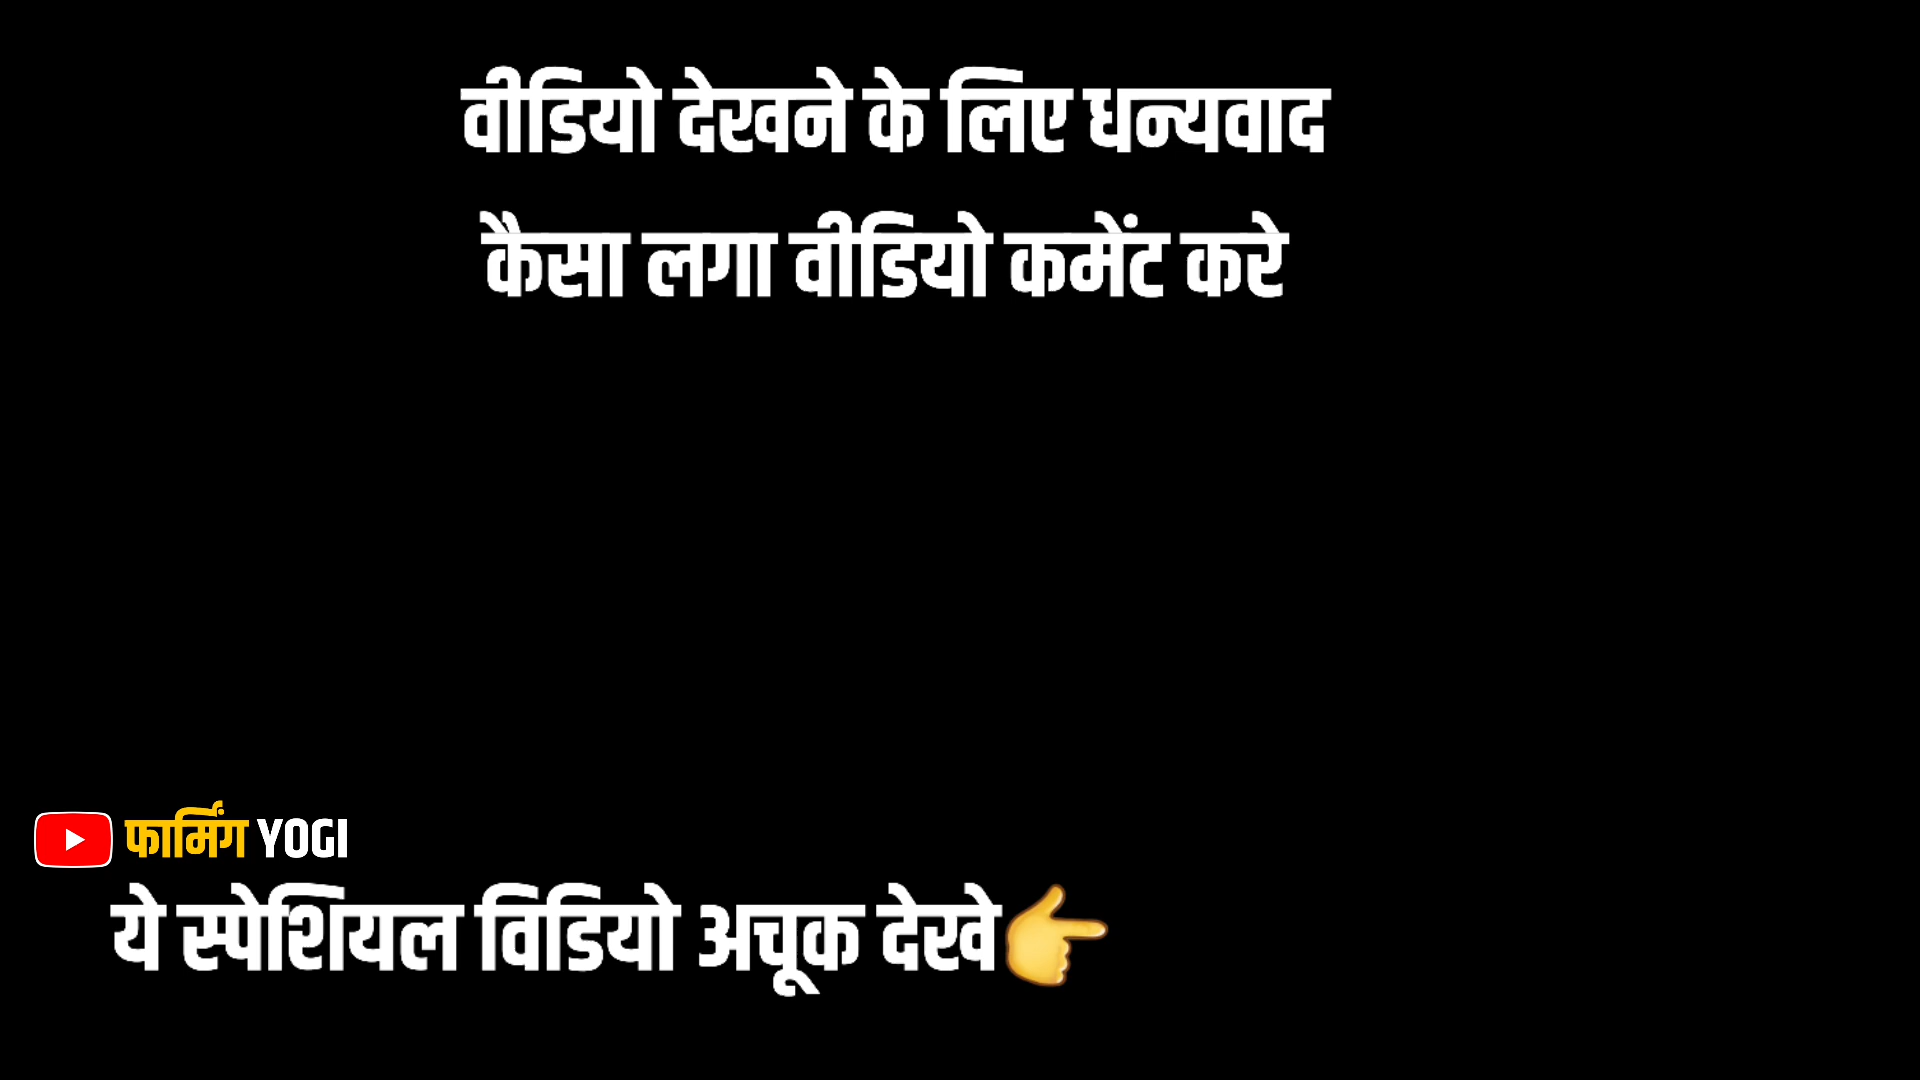 वीडियो देखने के लिए धन्यवाद
कैसा लगा वीडियो कमेंट करे
फार्मिंग YOGI
ये स्पेशियल विडियो अचूक देखे👉